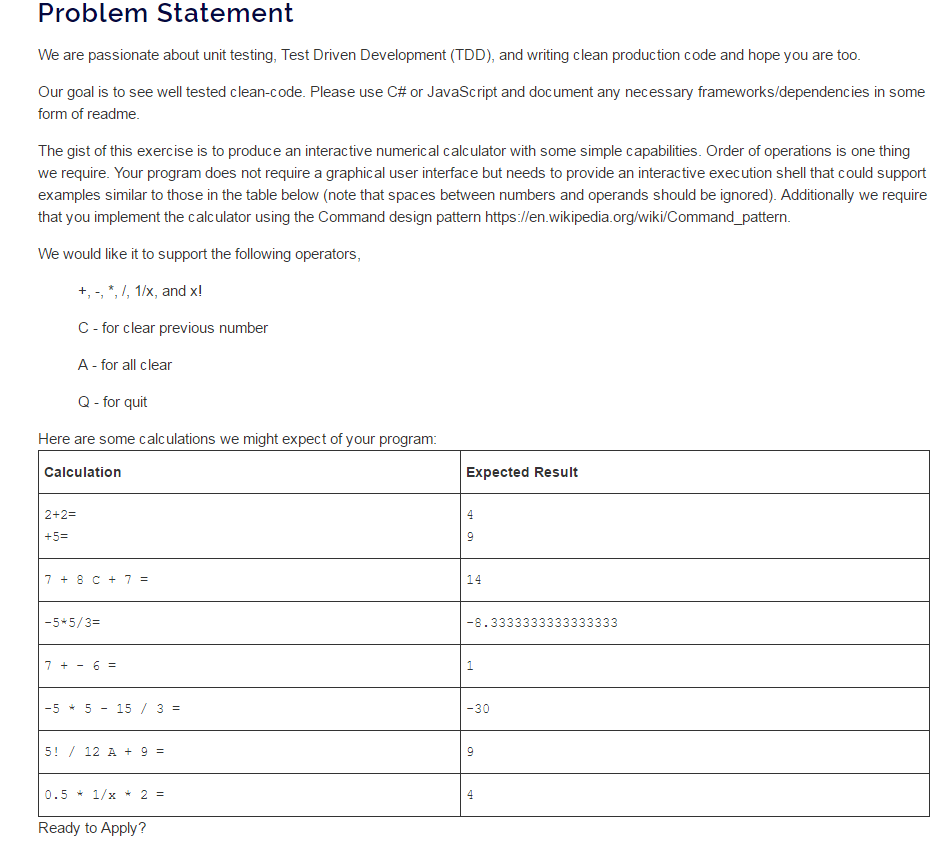 Problem Statement
We are passionate about unit testing, Test Driven Development (TDD), and writing clean production code and hope you are too.
Our goal is to see well tested clean-code. Please use C# or JavaScript and document any necessary frameworks/dependencies in some
form of readme.
The gist of this exercise is to produce an interactive numerical calculator with some simple capabilities. Order of operations is one thing
we require. Your program does not require a graphical user interface but needs to provide an interactive execution shell that could support
examples similar to those in the table below (note that spaces between numbers and operands should be ignored). Additionally we require
that you implement the calculator using the Command design pattern https://en.wikipedia.org/wiki/Command_pattern.
We would like it to support the following operators,
+, -, *, /, 1/x, and x!
C - for clear previous number
A - for all clear
Q - for quit
Here are some calculations we might expect of your program:
Calculation Expected Result
2+2= 4
+5= 9
7 + 8 C + 7 = 14
-5*5/3= -8.3333333333333333
7 + - 6 = 1
-5 * 5 - 15 / 3 = -30
5! / 12 A + 9 = 9
0.5 * 1/x * 2 = 4
Ready to Apply?